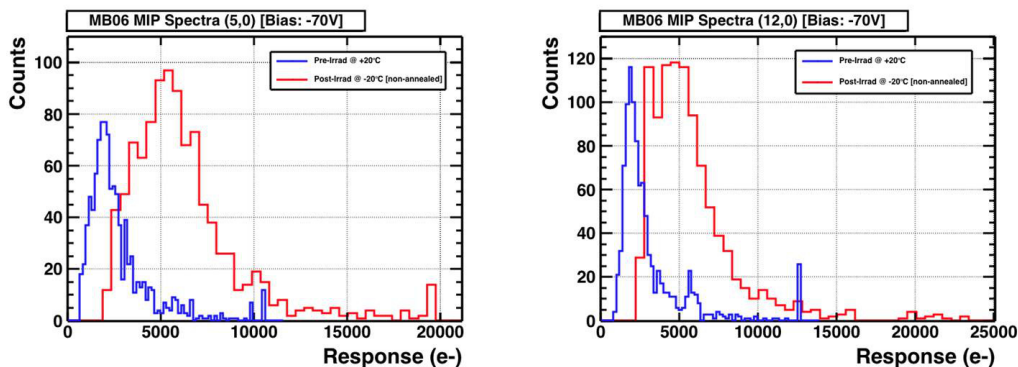 MB06 MIP Spectra (5,0) [Bias: -70V]
Counts
100
80
60
40
20
0
Pre-Irrad @ +20°C
Post-Irrad @ -20°C [non-annealed]
0 5000 10000 15000 20000
Response (e-)
MB06 MIP Spectra (12,0) [Bias: -70V]
Counts
120
100
80
60
40
20
0
Pre-Irrad @ +20°C
Post-Irrad @ -20°C [non-annealed]
0 5000 10000 15000 20000 25000
Response (e-)